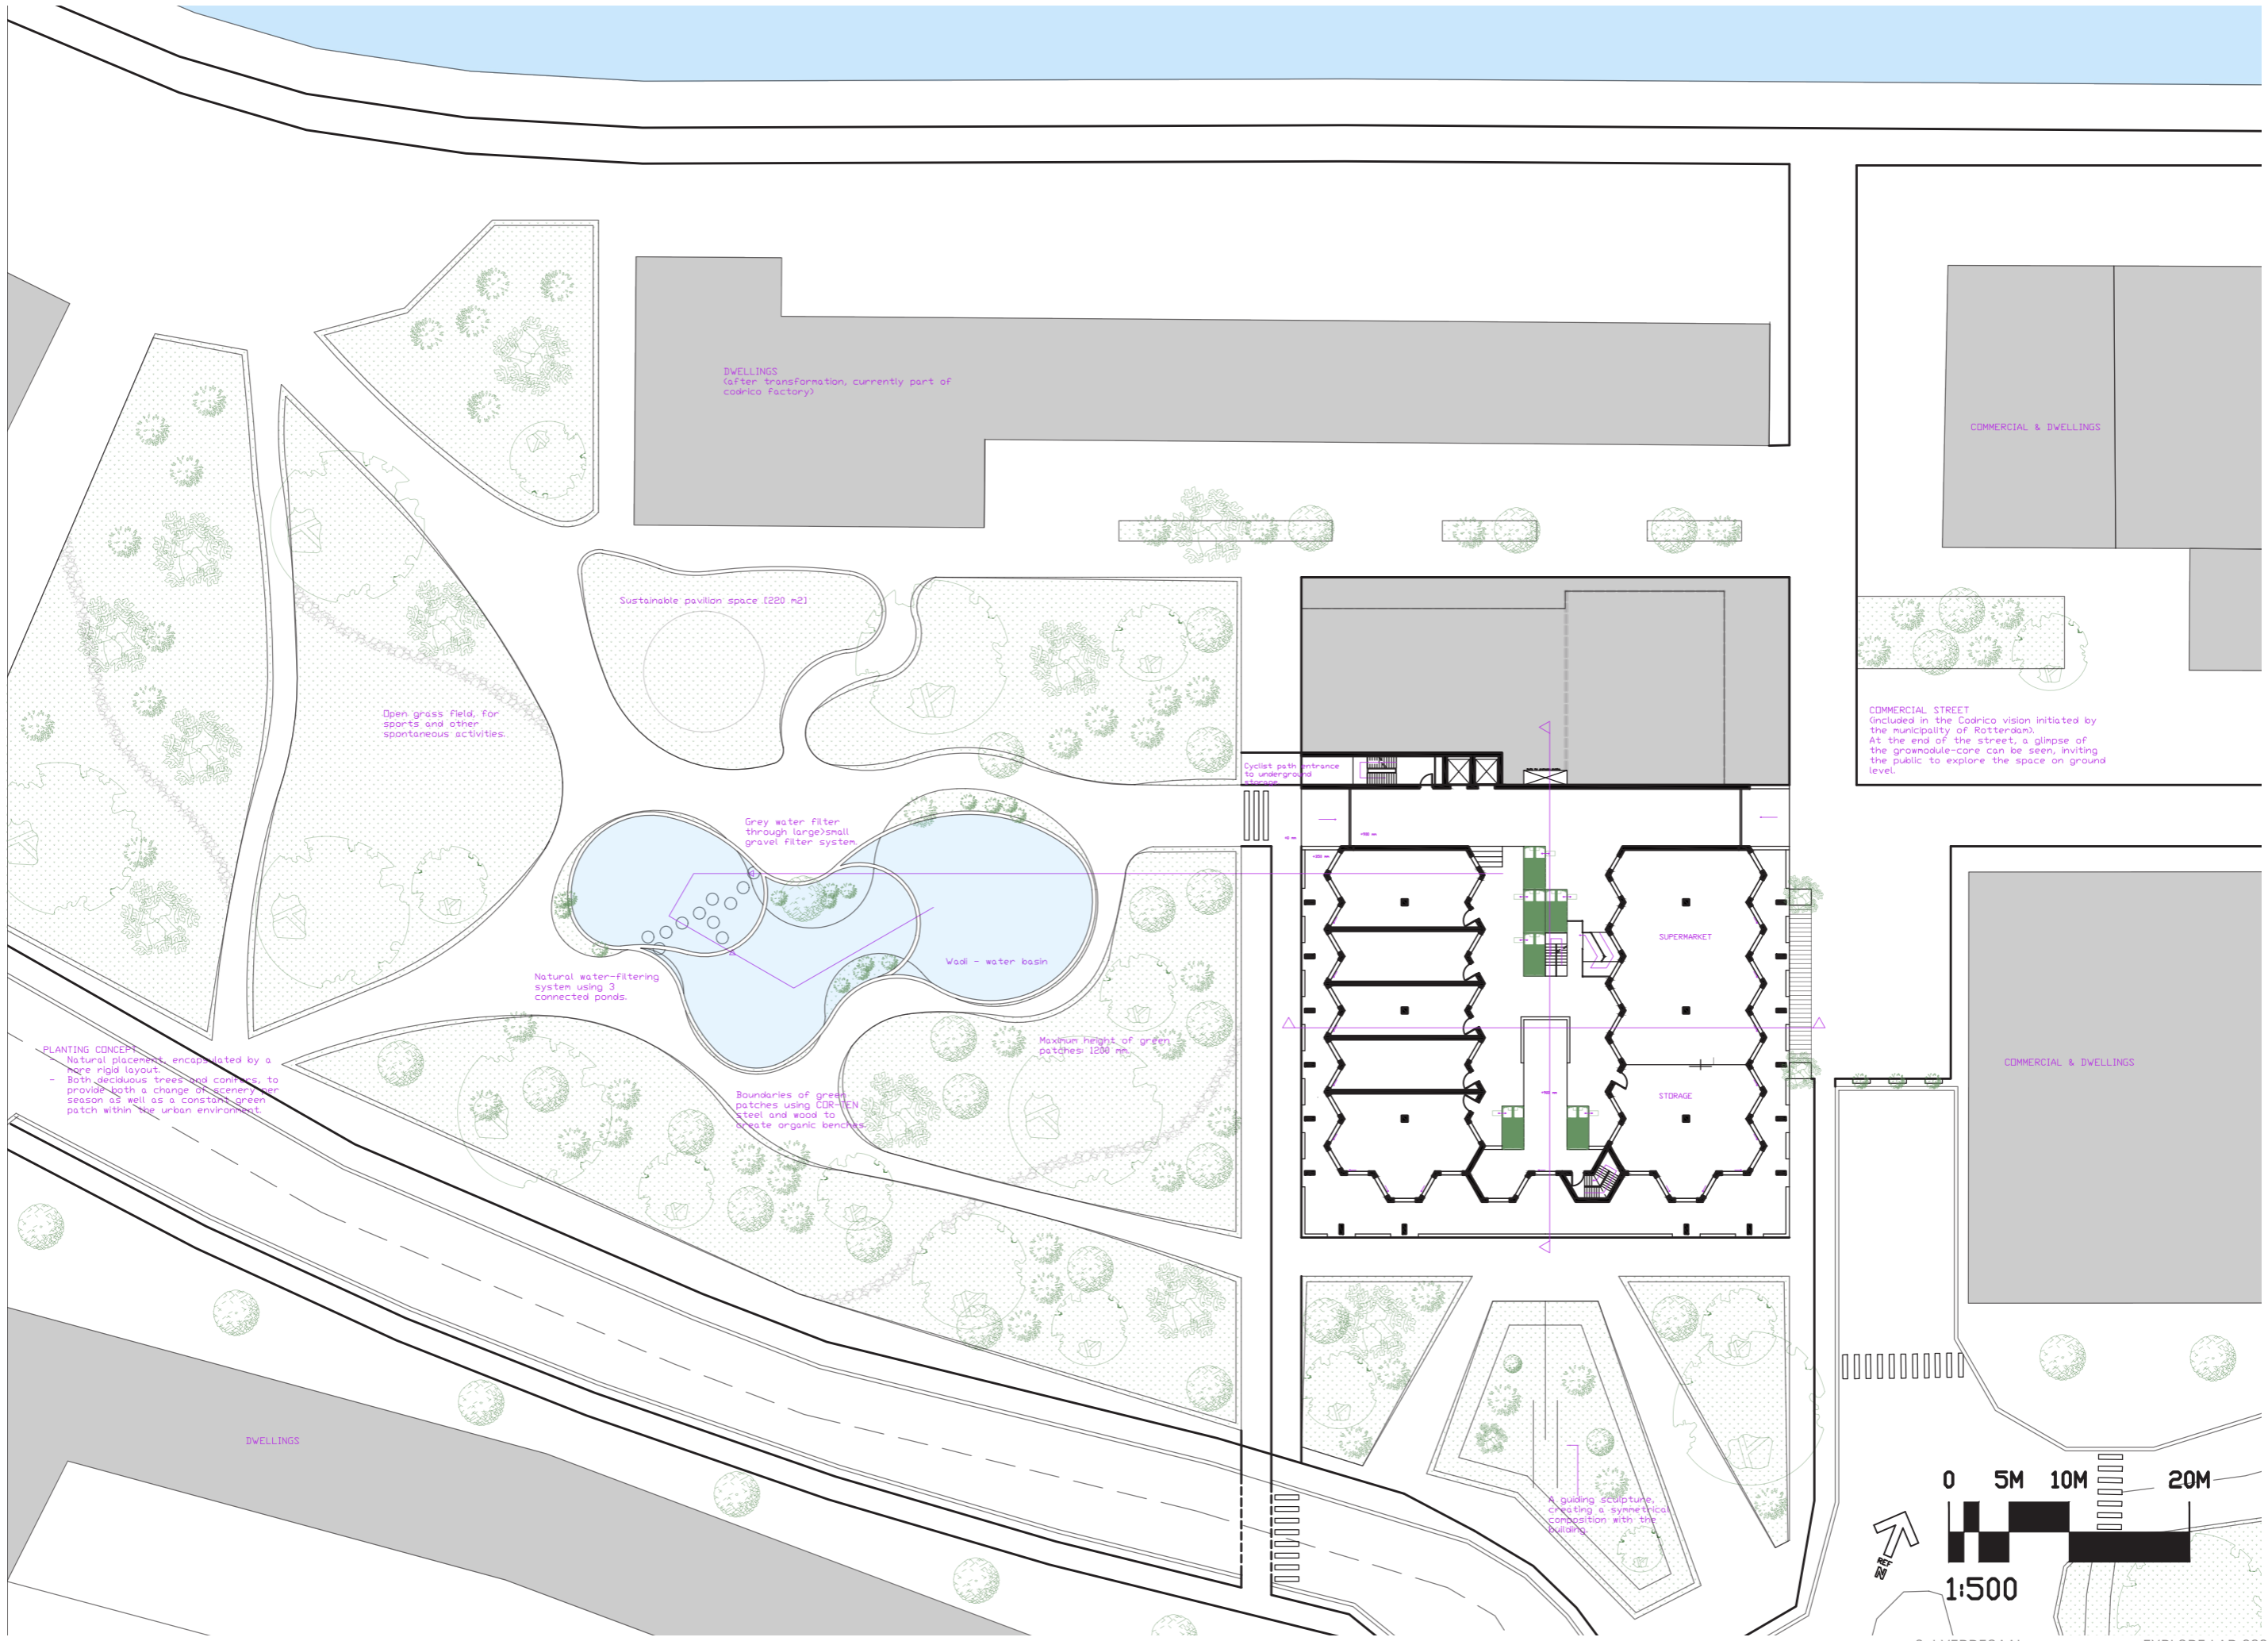 DWELLINGS
(after transformation, currently part of
codrico factory)
COMMERCIAL & DWELLINGS
Sustainable pavilion space [220 m2]
Open grass field, for
sports and other
spontaneous activities.
COMMERCIAL STREET
(included in the Codrico vision initiated by
the municipality of Rotterdam).
At the end of the street, a glimpse of
the growmodule-core can be seen, inviting
the public to explore the space on ground
level.
Cyclist path entrance
to underground
storage
Grey water filter
through large>small
gravel filter system.
SUPERMARKET
Wadi - water basin
Natural water-filtering
system using 3
connected ponds.
Maximum height of green
patches: 1200 mm.
PLANTING CONCEPT
- Natural placement, encapsulated by a
more rigid layout.
- Both deciduous trees and conifers, to
provide both a change of scenery per
season as well as a constant green
patch within the urban environment.
COMMERCIAL & DWELLINGS
Boundaries of green
patches using COR-TEN
steel and wood to
create organic benches.
STORAGE
DWELLINGS
A guiding sculpture,
creating a symmetrical
composition with the
building.
0 5M 10M 20M
1:500